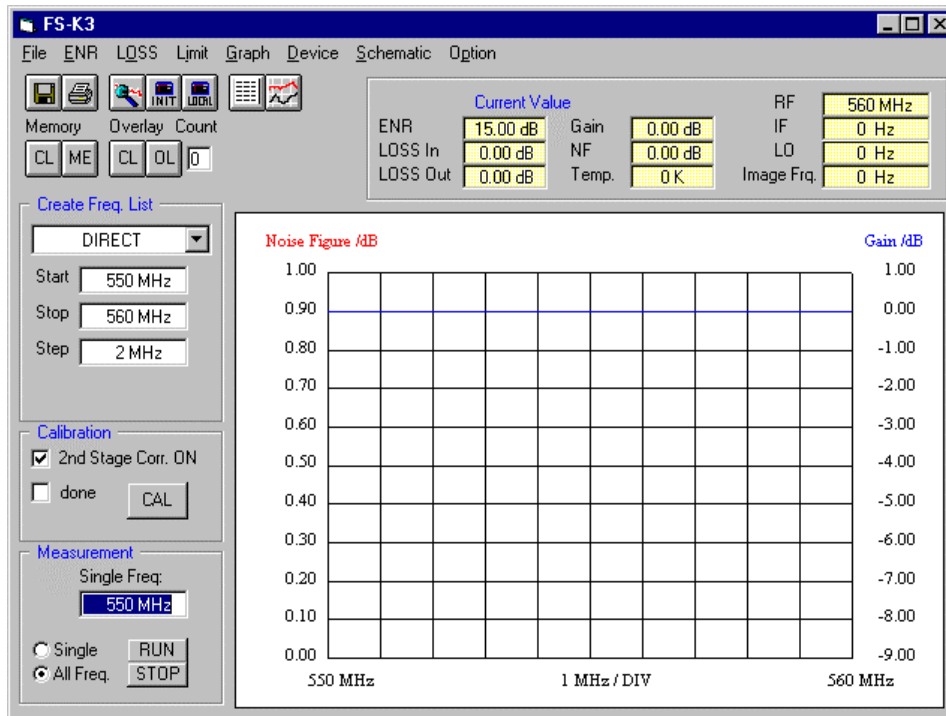 FS-K3
File ENR LOSS Limit Graph Device Schematic Option
INIT LOCAL
Memory Overlay Count
CL ME CL OL 0
Current Value
ENR 15.00 dB Gain 0.00 dB
LOSS In 0.00 dB NF 0.00 dB
LOSS Out 0.00 dB Temp. 0 K
RF 560 MHz
IF 0 Hz
LO 0 Hz
Image Frq. 0 Hz
Create Freq. List
DIRECT
Start 550 MHz
Stop 560 MHz
Step 2 MHz
Calibration
2nd Stage Corr. ON
done CAL
Measurement
Single Freq:
550 MHz
Single RUN
All Freq. STOP
Noise Figure /dB Gain /dB
1.00 1.00
0.90 0.00
0.80 -1.00
0.70 -2.00
0.60 -3.00
0.50 -4.00
0.40 -5.00
0.30 -6.00
0.20 -7.00
0.10 -8.00
0.00 -9.00
550 MHz 1 MHz / DIV 560 MHz